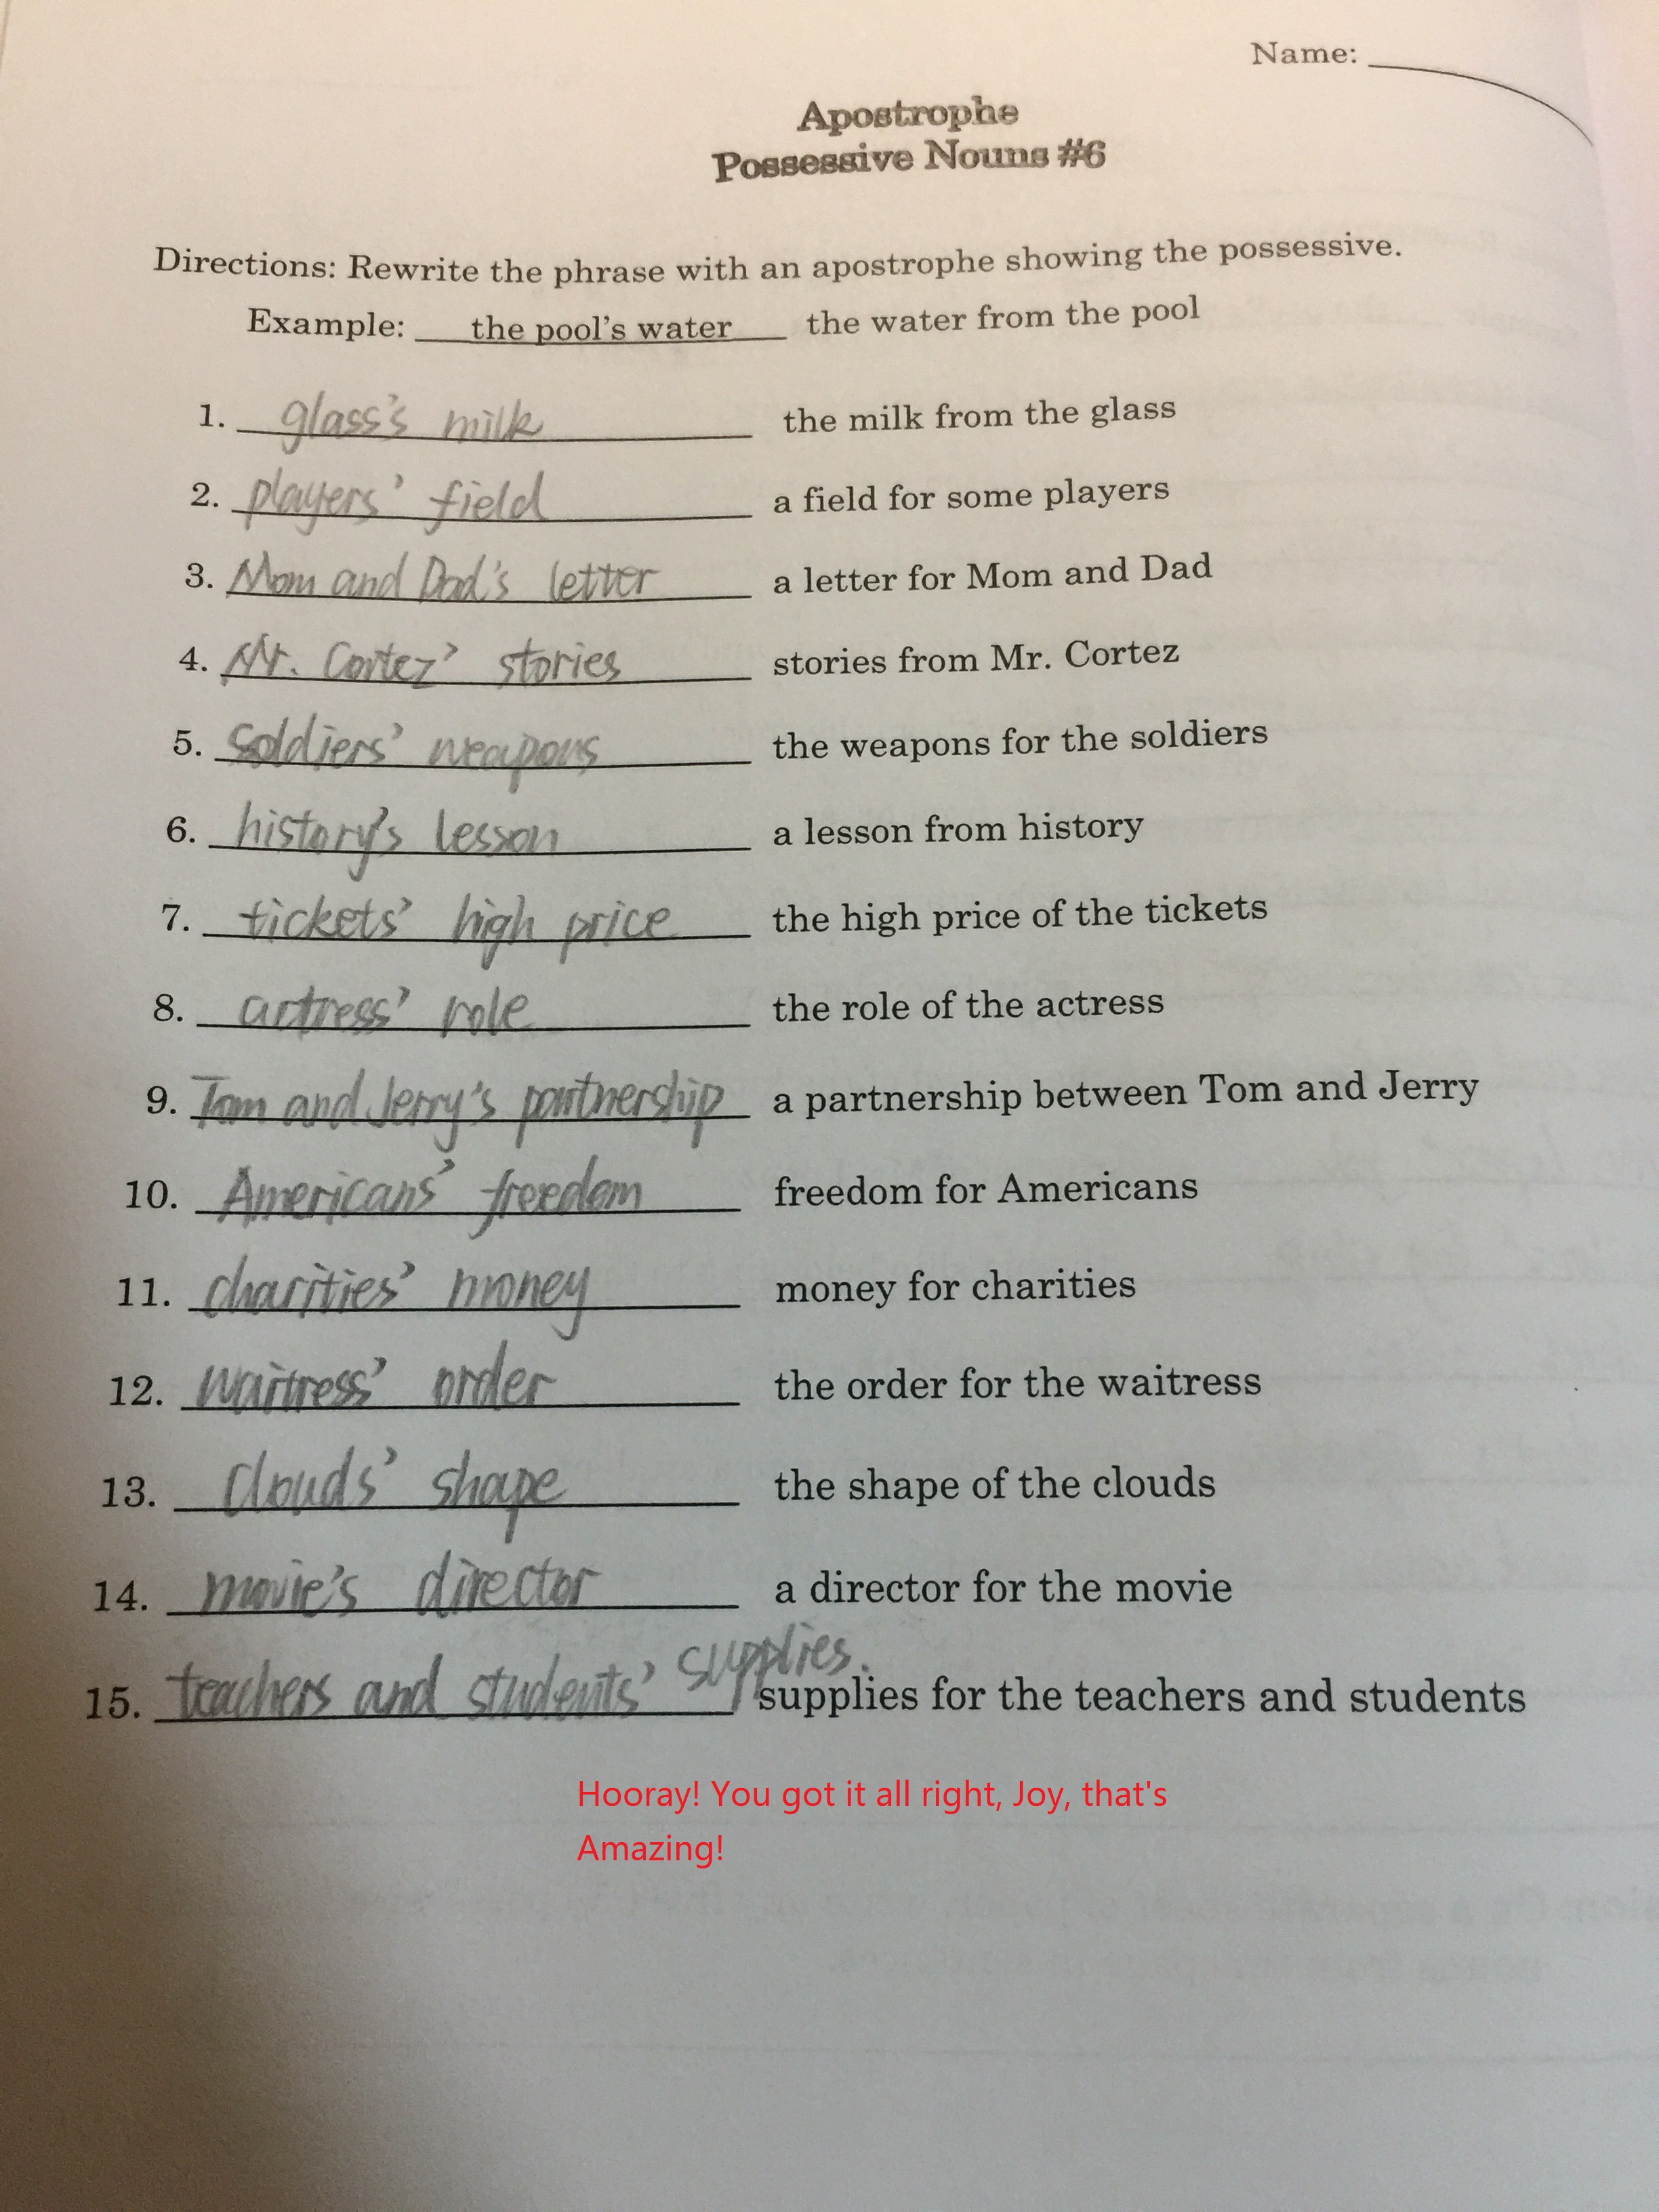 Name:
Apostrophe
Possessive Nouns #6
Directions: Rewrite the phrase with an apostrophe showing the possessive.
Example: the pool's water the water from the pool
1. glass's milk the milk from the glass
2. players' field a field for some players
3. Mom and Dad's letter a letter for Mom and Dad
4. Mr. Cortez' stories stories from Mr. Cortez
5. Soldiers' weapons the weapons for the soldiers
6. history's lesson a lesson from history
7. tickets' high price the high price of the tickets
8. actress' role the role of the actress
9. Tom and Jerry's partnership a partnership between Tom and Jerry
10. Americans' freedom freedom for Americans
11. charities' money money for charities
12. waitress' order the order for the waitress
13. clouds' shape the shape of the clouds
14. movie's director a director for the movie
15. teachers and students' supplies. supplies for the teachers and students
Hooray! You got it all right, Joy, that's
Amazing!